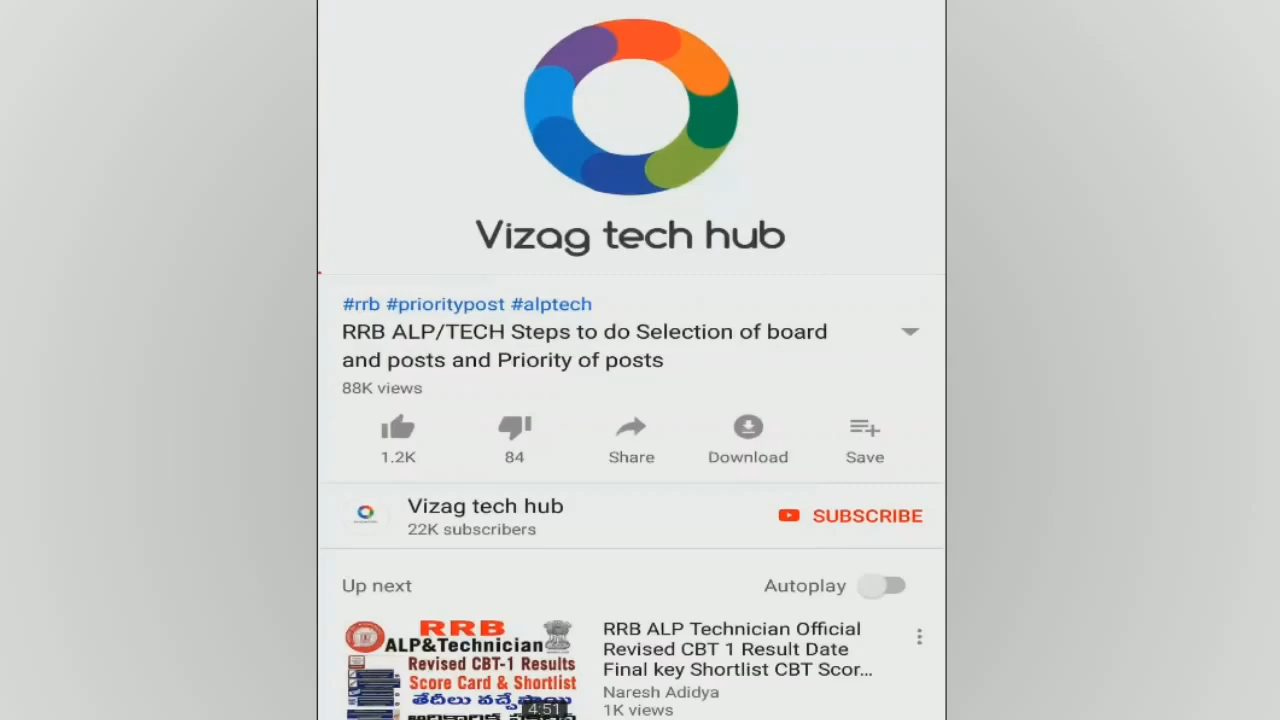 Vizag tech hub
#rrb #prioritypost #alptech
RRB ALP/TECH Steps to do Selection of board
and posts and Priority of posts
88K views
1.2K
84
Share
Download
Save
Vizag tech hub
22K subscribers
SUBSCRIBE
Up next
Autoplay
RRB
ALP&Technician
Revised CBT-1 Results
Score Card & Shortlist
తేదీలు వచ్చేసాయి
4:51
RRB ALP Technician Official
Revised CBT 1 Result Date
Final key Shortlist CBT Scor...
Naresh Adidya
1K views